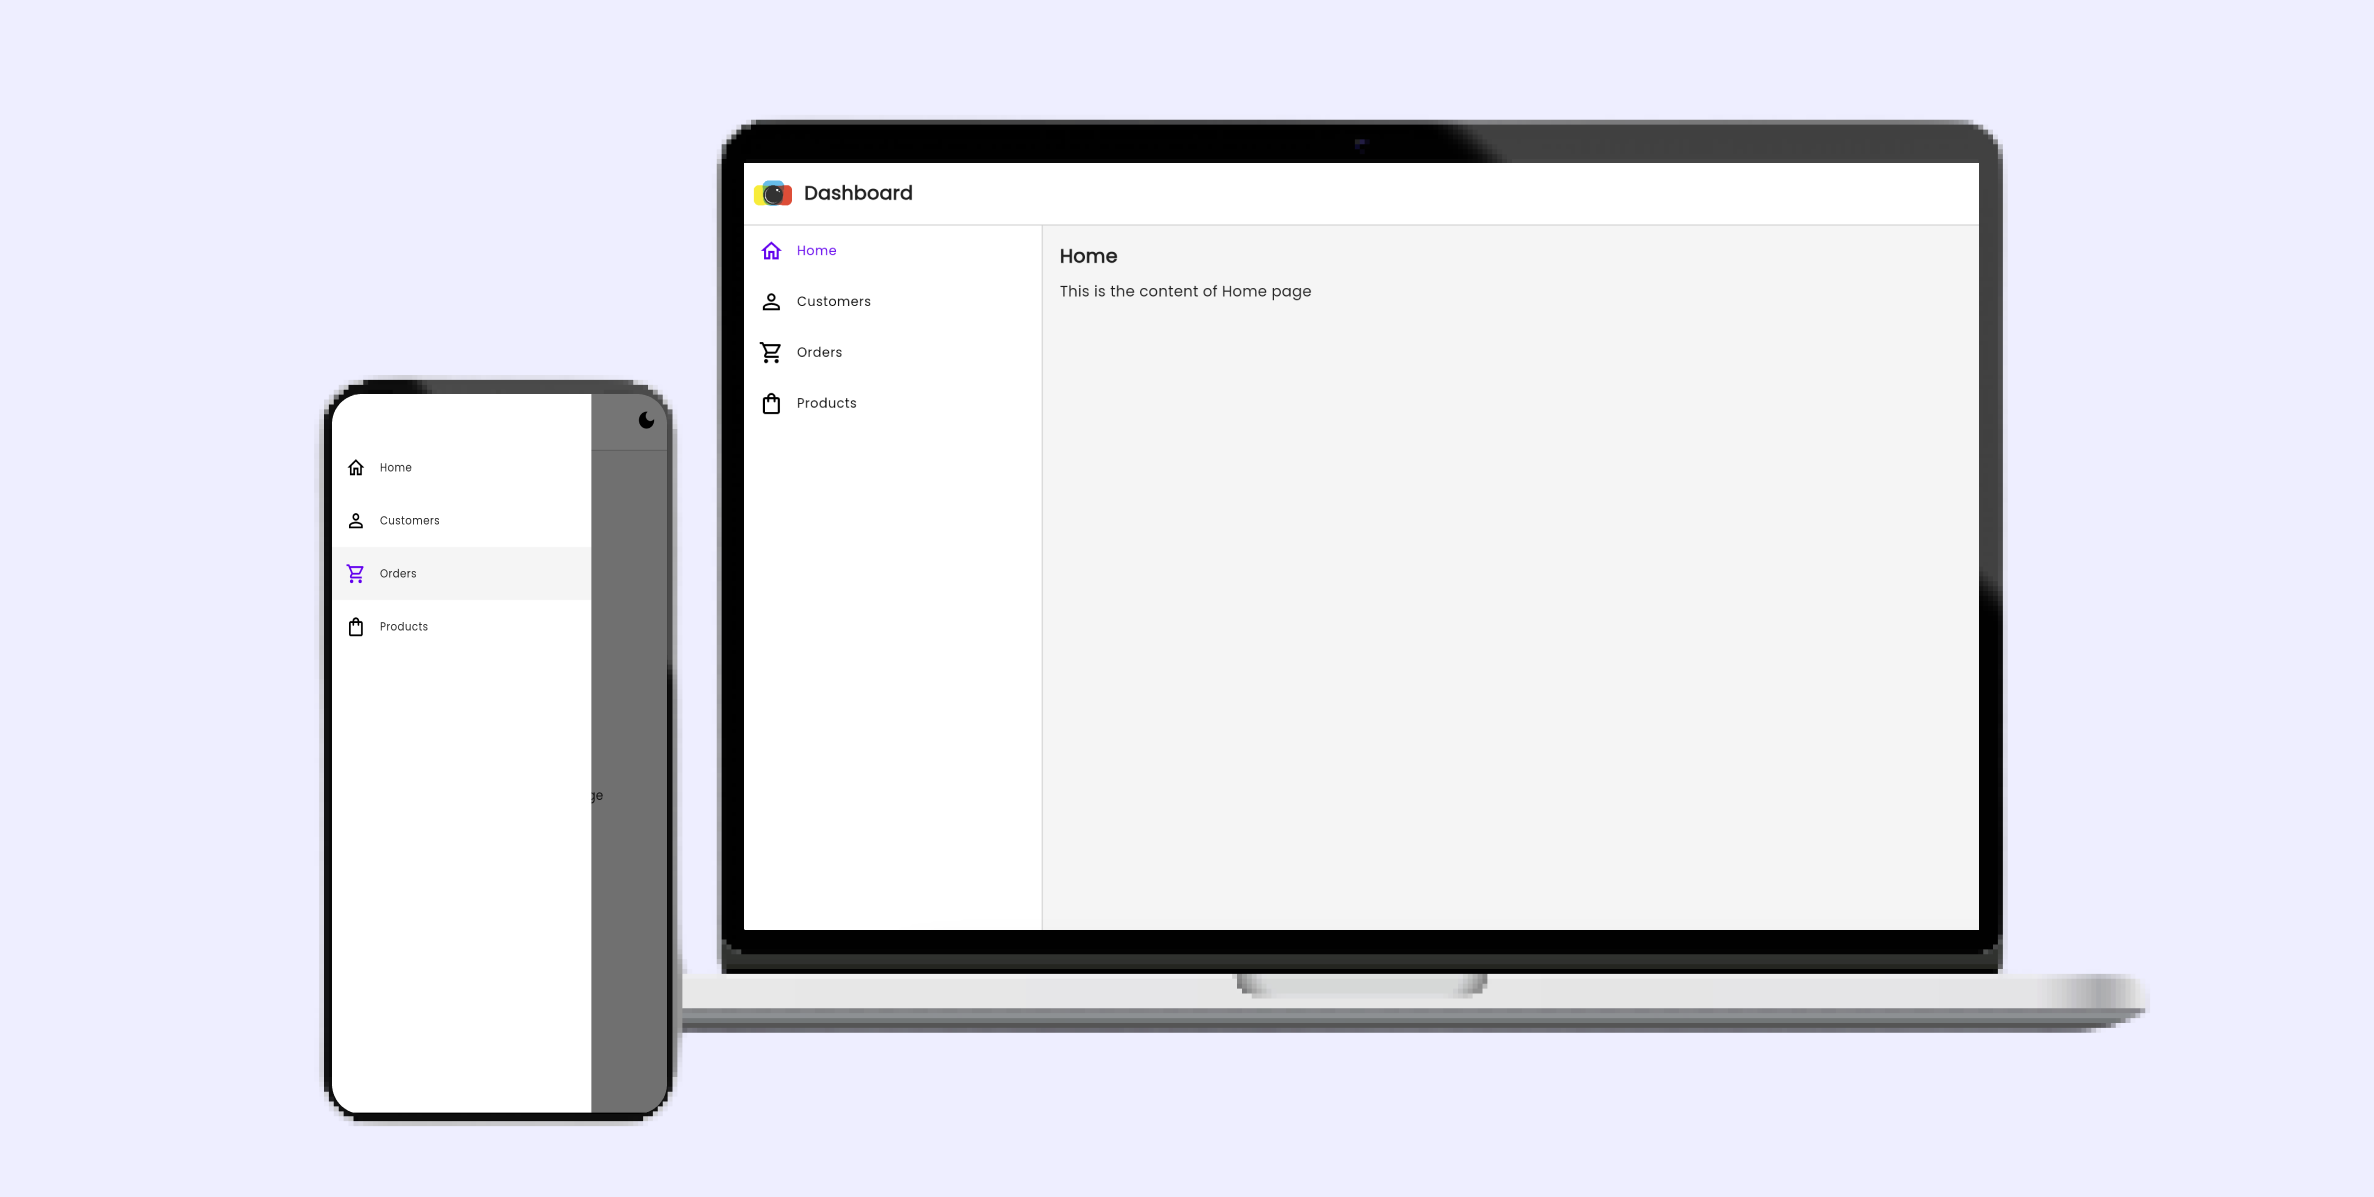 Dashboard
Home
Customers
Orders
Products
Home
This is the content of Home page
Home
Customers
Orders
Products
ge